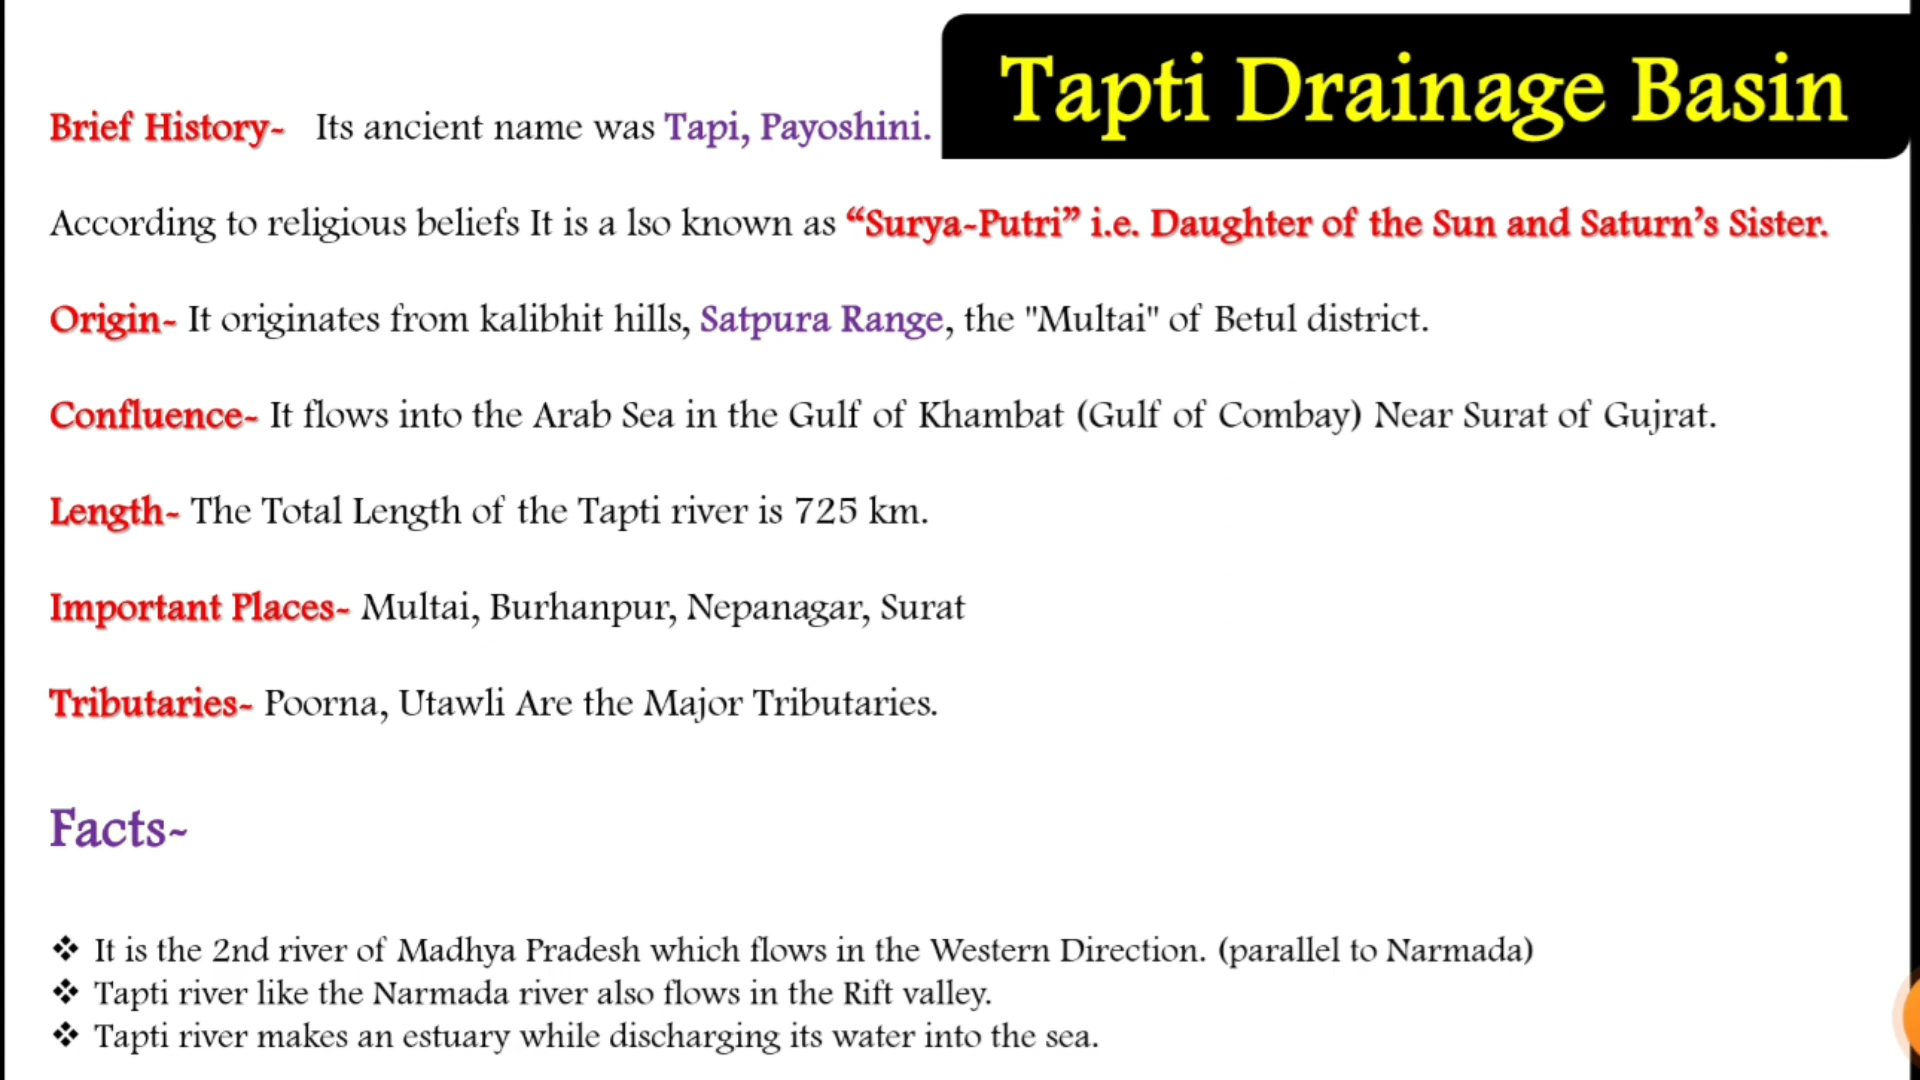 Tapti Drainage Basin
Brief History- Its ancient name was Tapi, Payoshini.
According to religious beliefs It is a lso known as “Surya-Putri” i.e. Daughter of the Sun and Saturn’s Sister.
Origin- It originates from kalibhit hills, Satpura Range, the "Multai" of Betul district.
Confluence- It flows into the Arab Sea in the Gulf of Khambat (Gulf of Combay) Near Surat of Gujrat.
Length- The Total Length of the Tapti river is 725 km.
Important Places- Multai, Burhanpur, Nepanagar, Surat
Tributaries- Poorna, Utawli Are the Major Tributaries.
Facts-
❖ It is the 2nd river of Madhya Pradesh which flows in the Western Direction. (parallel to Narmada)
❖ Tapti river like the Narmada river also flows in the Rift valley.
❖ Tapti river makes an estuary while discharging its water into the sea.